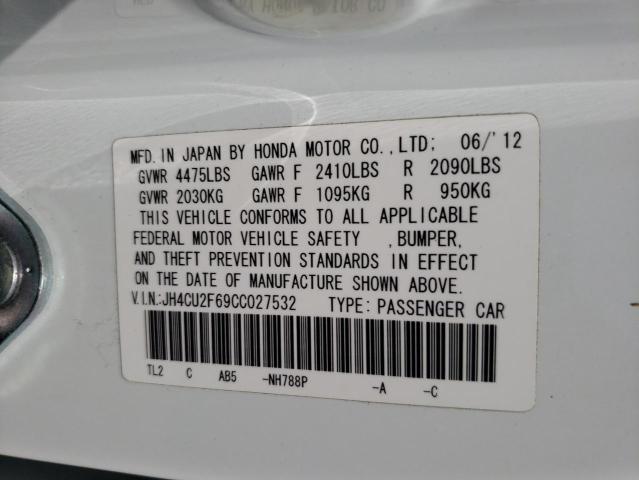 HONDA
MFD. IN JAPAN BY HONDA MOTOR CO.,LTD: 06/'12
GVWR 4475LBS GAWR F 2410LBS R 2090LBS
GVWR 2030KG GAWR F 1095KG R 950KG
THIS VEHICLE CONFORMS TO ALL APPLICABLE
FEDERAL MOTOR VEHICLE SAFETY ,BUMPER,
AND THEFT PREVENTION STANDARDS IN EFFECT
ON THE DATE OF MANUFACTURE SHOWN ABOVE.
V.I.N.:JH4CU2F69CC027532 TYPE: PASSENGER CAR
TL2 C AB5 -NH788P -A -C